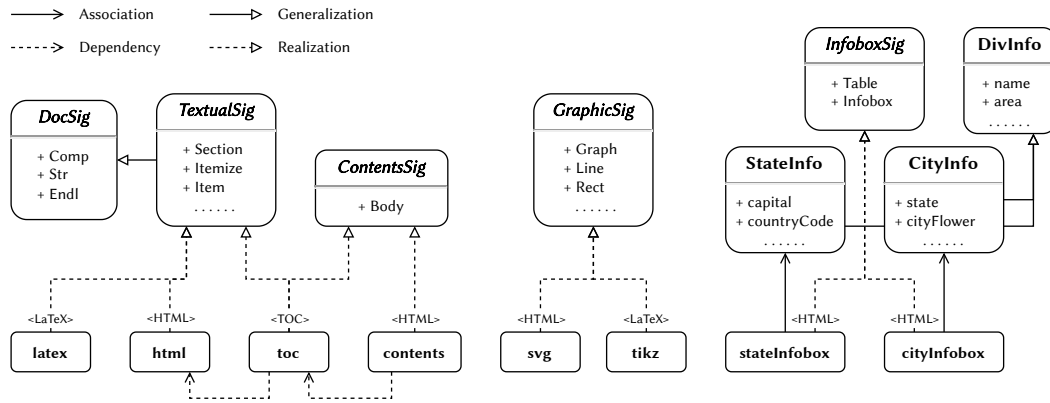 Association
Generalization
Dependency
Realization
DocSig
+ Comp
+ Str
+ Endl
TextualSig
+ Section
+ Itemize
+ Item
......
ContentsSig
+ Body
GraphicSig
+ Graph
+ Line
+ Rect
......
InfoboxSig
+ Table
+ Infobox
DivInfo
+ name
+ area
......
StateInfo
+ capital
+ countryCode
......
CityInfo
+ state
+ cityFlower
......
<LaTeX>
<HTML>
<TOC>
<HTML>
<HTML>
<LaTeX>
<HTML>
<HTML>
latex
html
toc
contents
svg
tikz
stateInfobox
cityInfobox